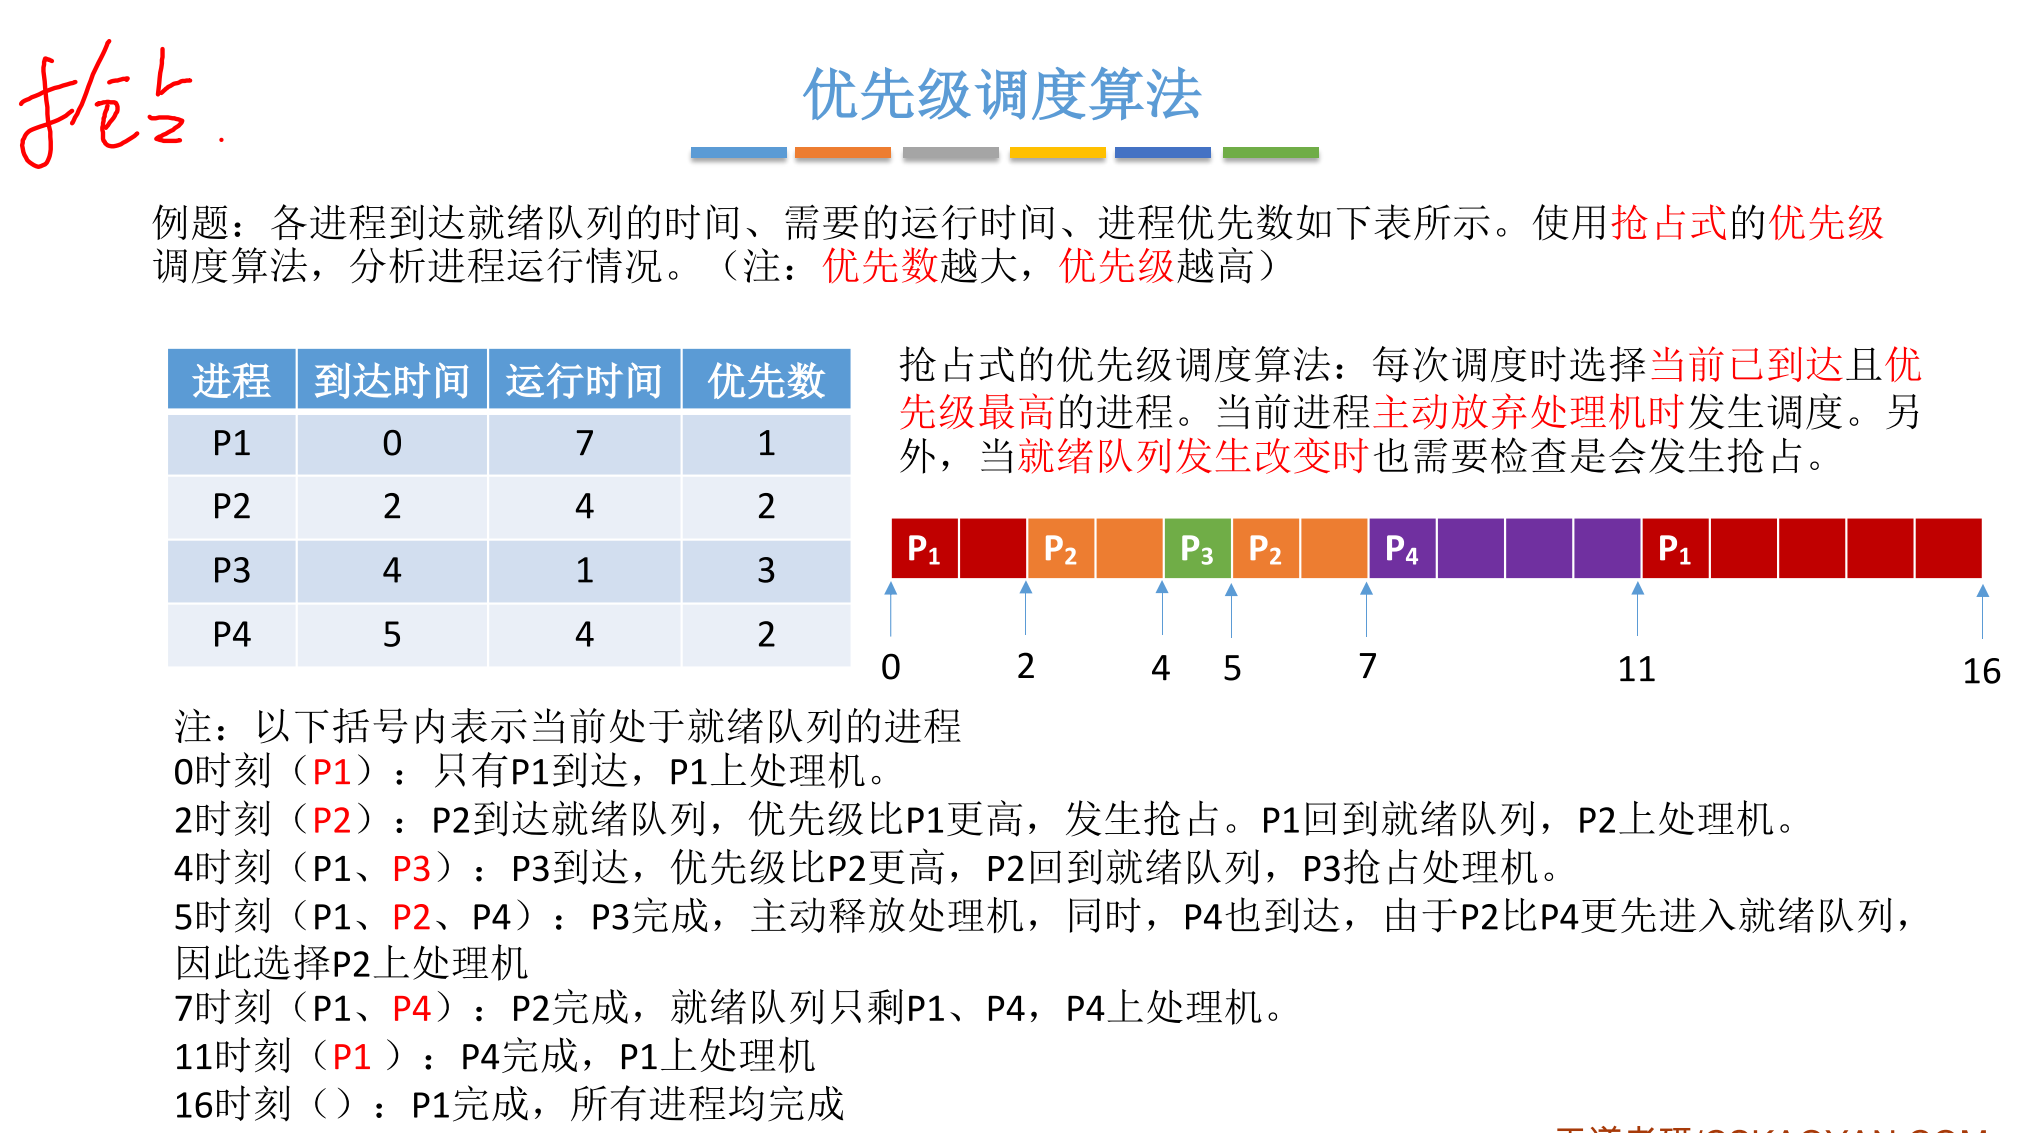 抢占.
优先级调度算法
例题：各进程到达就绪队列的时间、需要的运行时间、进程优先数如下表所示。使用抢占式的优先级
调度算法，分析进程运行情况。（注：优先数越大，优先级越高）
进程 到达时间 运行时间 优先数
P1 0 7 1
P2 2 4 2
P3 4 1 3
P4 5 4 2
抢占式的优先级调度算法：每次调度时选择当前已到达且优
先级最高的进程。当前进程主动放弃处理机时发生调度。另
外，当就绪队列发生改变时也需要检查是会发生抢占。
P1 P2 P3 P2 P4 P1
0 2 4 5 7 11 16
注：以下括号内表示当前处于就绪队列的进程
0时刻（P1）：只有P1到达，P1上处理机。
2时刻（P2）：P2到达就绪队列，优先级比P1更高，发生抢占。P1回到就绪队列，P2上处理机。
4时刻（P1、P3）：P3到达，优先级比P2更高，P2回到就绪队列，P3抢占处理机。
5时刻（P1、P2、P4）：P3完成，主动释放处理机，同时，P4也到达，由于P2比P4更先进入就绪队列，
因此选择P2上处理机
7时刻（P1、P4）：P2完成，就绪队列只剩P1、P4，P4上处理机。
11时刻（P1 ）：P4完成，P1上处理机
16时刻（）：P1完成，所有进程均完成